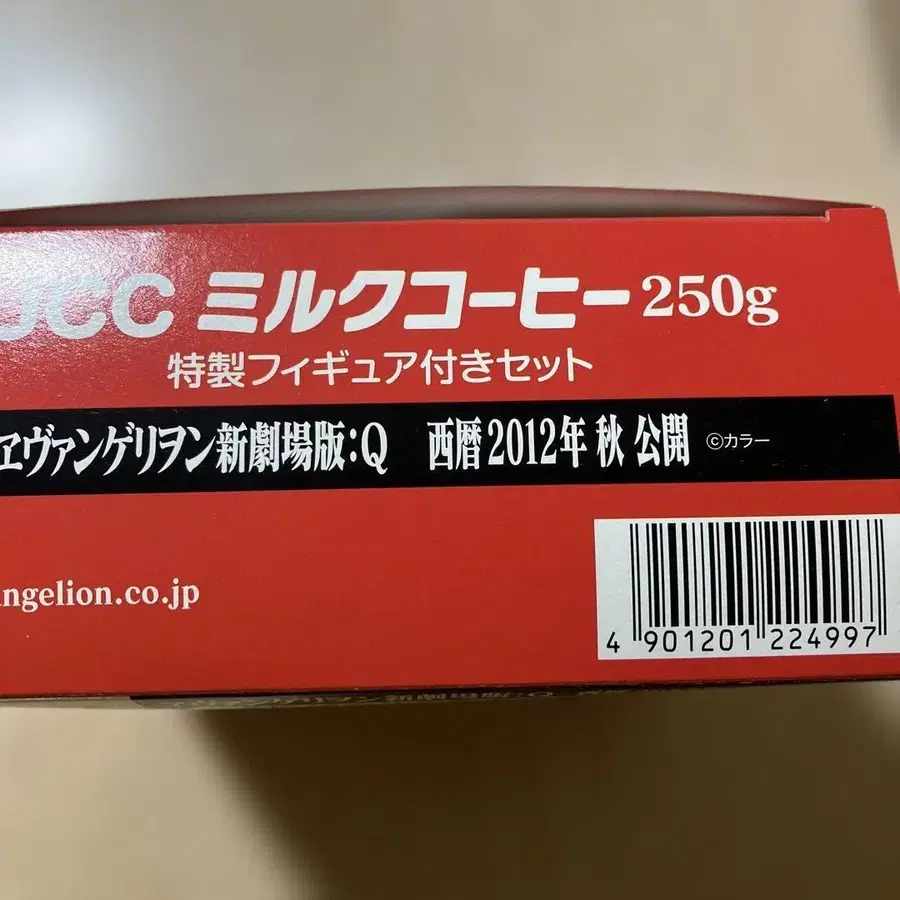 UCC ミルクコーヒー 250g
特製フィギュア付きセット
ヱヴァンゲリヲン新劇場版:Q 西暦2012年 秋 公開 ©カラー
ngelion.co.jp
4 901201 224997